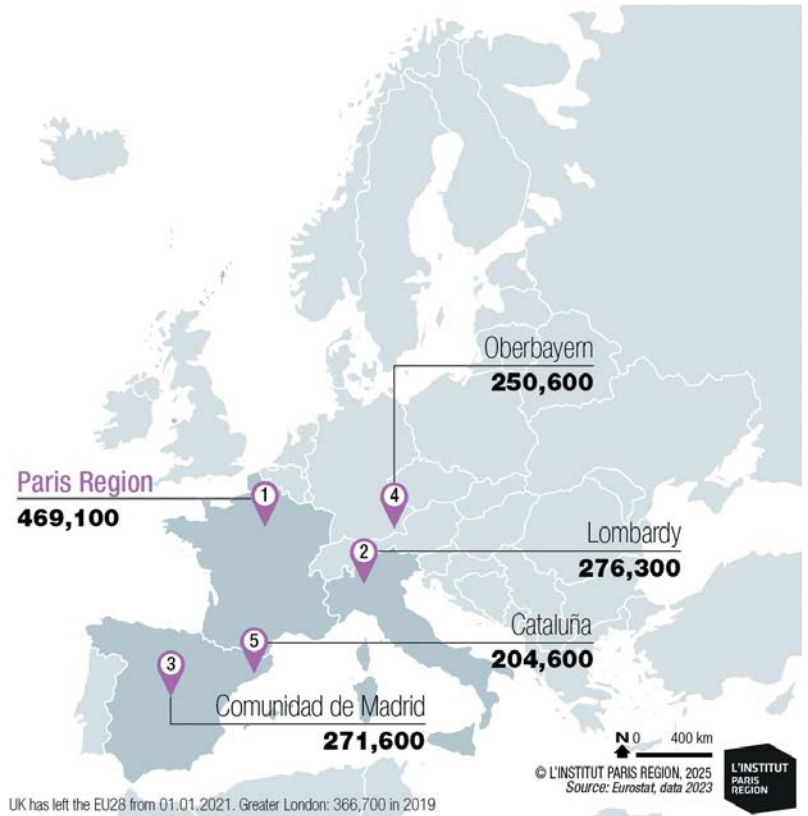 Oberbayern
250,600
Paris Region
469,100
1
4
2
Lombardy
276,300
5
Cataluña
204,600
3
Comunidad de Madrid
271,600
N 0 400 km
© L'INSTITUT PARIS REGION, 2025
Source: Eurostat, data 2023
L'INSTITUT
PARIS
REGION
UK has left the EU28 from 01.01.2021. Greater London: 366,700 in 2019